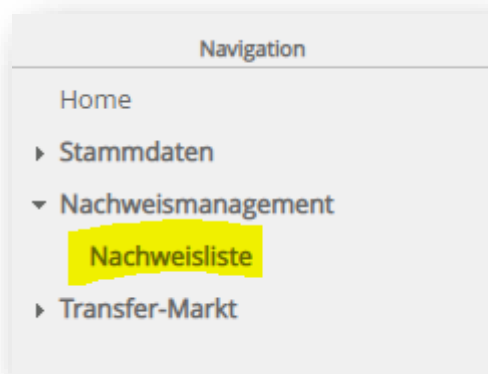 Navigation
Home
Stammdaten
Nachweismanagement
Nachweisliste
Transfer-Markt